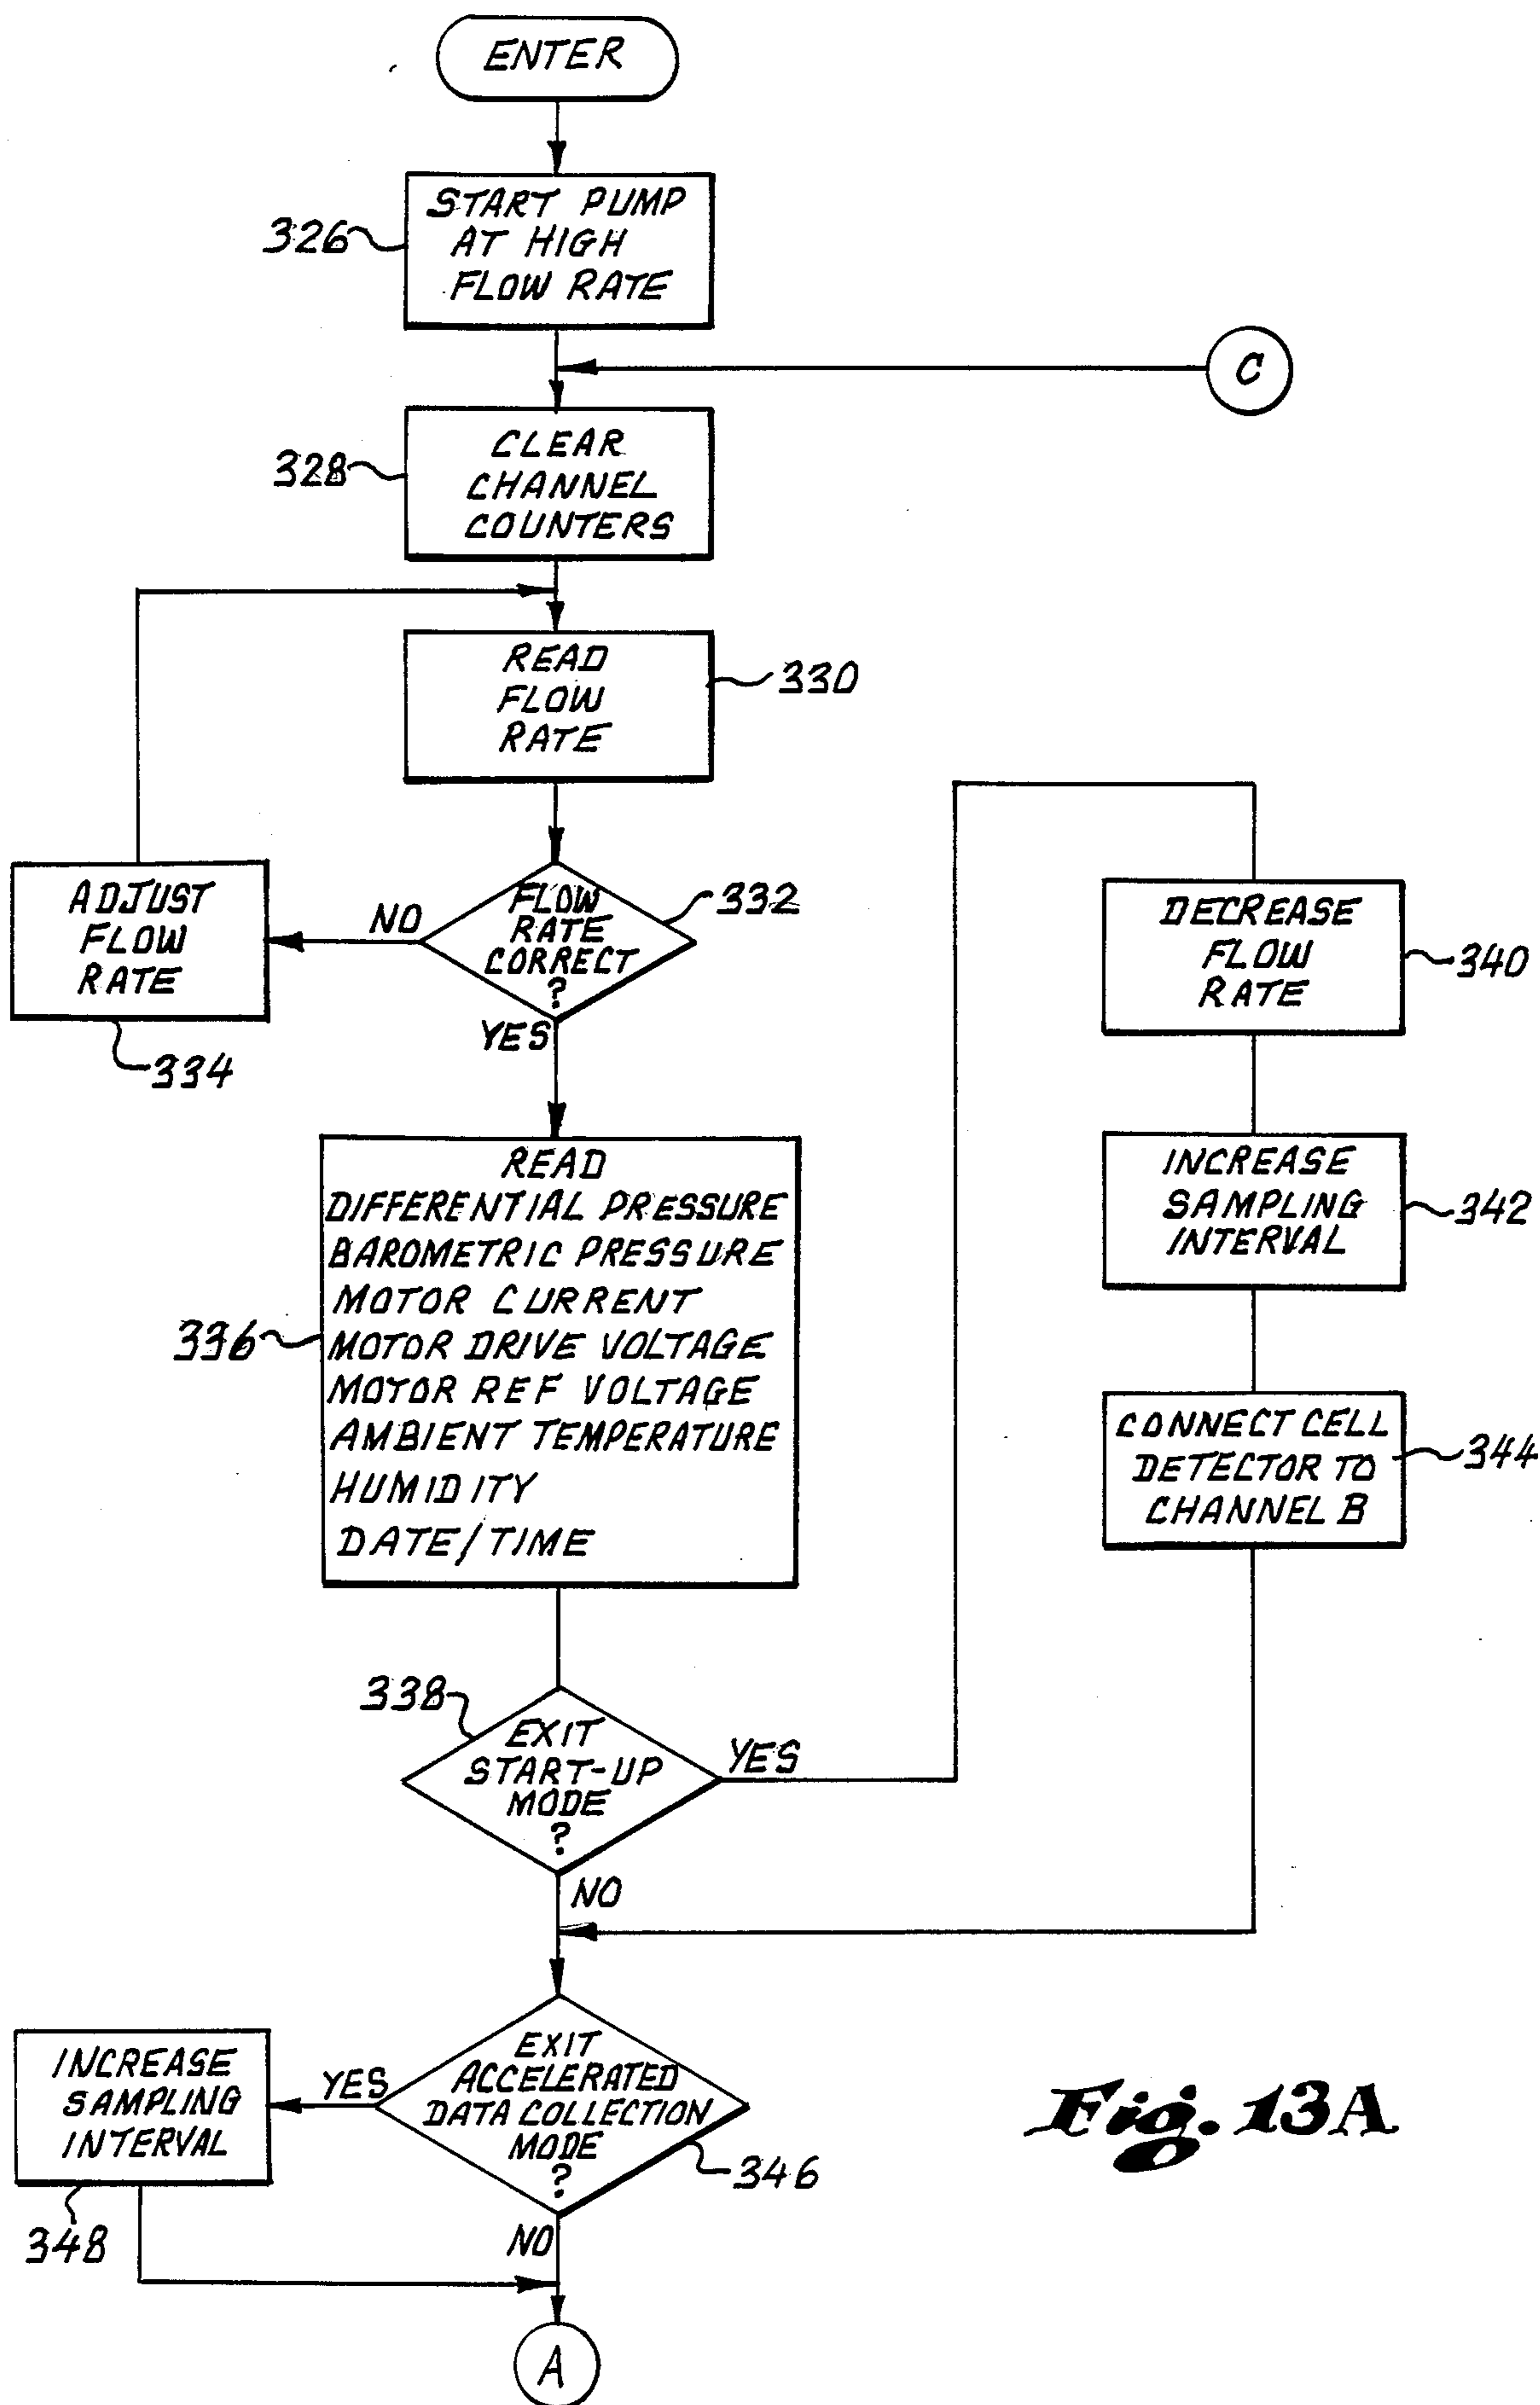 ENTER
START PUMP
AT HIGH
FLOW RATE
326
C
CLEAR
CHANNEL
COUNTERS
328
READ
FLOW
RATE
330
FLOW
RATE
CORRECT
?
332
NO
YES
ADJUST
FLOW
RATE
334
READ
DIFFERENTIAL PRESSURE
BAROMETRIC PRESSURE
MOTOR CURRENT
MOTOR DRIVE VOLTAGE
MOTOR REF VOLTAGE
AMBIENT TEMPERATURE
HUMIDITY
DATE/TIME
336
DECREASE
FLOW
RATE
340
INCREASE
SAMPLING
INTERVAL
342
CONNECT CELL
DETECTOR TO
CHANNEL B
344
338
EXIT
START-UP
MODE
?
YES
NO
EXIT
ACCELERATED
DATA COLLECTION
MODE
?
346
YES
NO
INCREASE
SAMPLING
INTERVAL
348
A
Fig. 13A